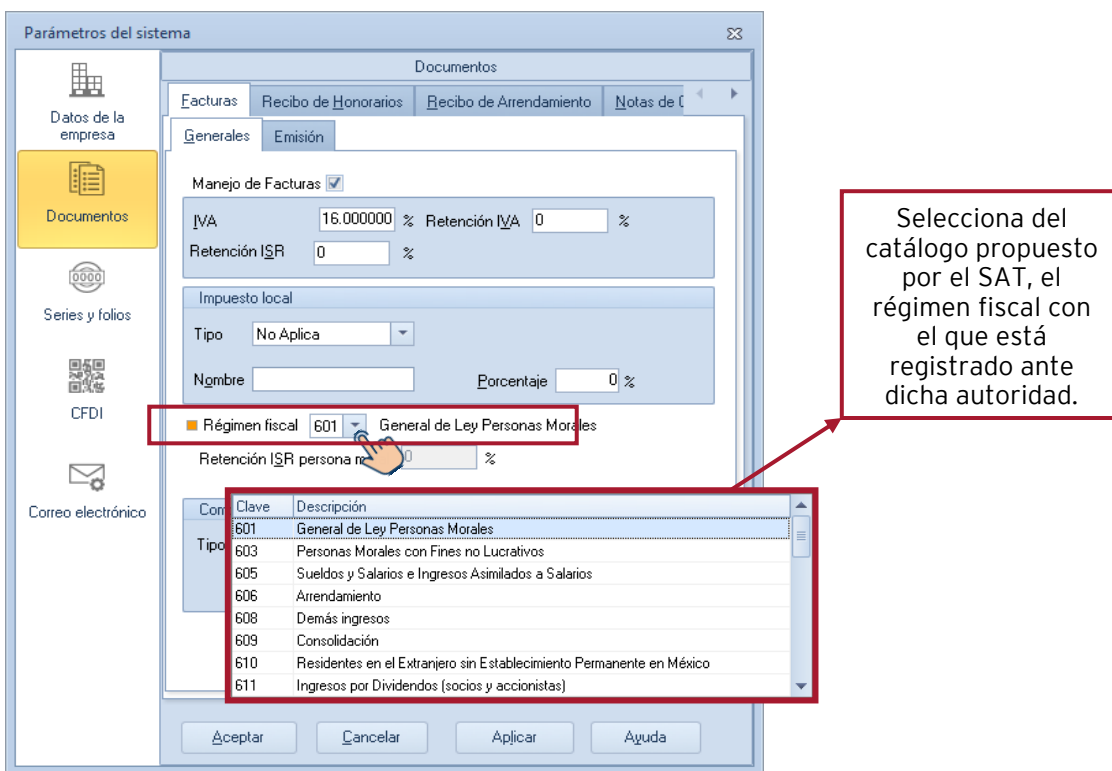 Parámetros del sistema
Datos de la
empresa
Documentos
Series y folios
CFDI
Correo electrónico
Documentos
Facturas Recibo de Honorarios Recibo de Arrendamiento Notas de
Generales Emisión
Manejo de Facturas
IVA 16.000000 % Retención IVA 0 %
Retención ISR 0 %
Impuesto local
Tipo No Aplica
Nombre Porcentaje 0 %
Régimen fiscal 601 General de Ley Personas Morales
Retención ISR persona m 0 %
Com
Tipo
Clave Descripción
601 General de Ley Personas Morales
603 Personas Morales con Fines no Lucrativos
605 Sueldos y Salarios e Ingresos Asimilados a Salarios
606 Arrendamiento
608 Demás ingresos
609 Consolidación
610 Residentes en el Extranjero sin Establecimiento Permanente en México
611 Ingresos por Dividendos (socios y accionistas)
Aceptar Cancelar Aplicar Ayuda
Selecciona del
catálogo propuesto
por el SAT, el
régimen fiscal con
el que está
registrado ante
dicha autoridad.